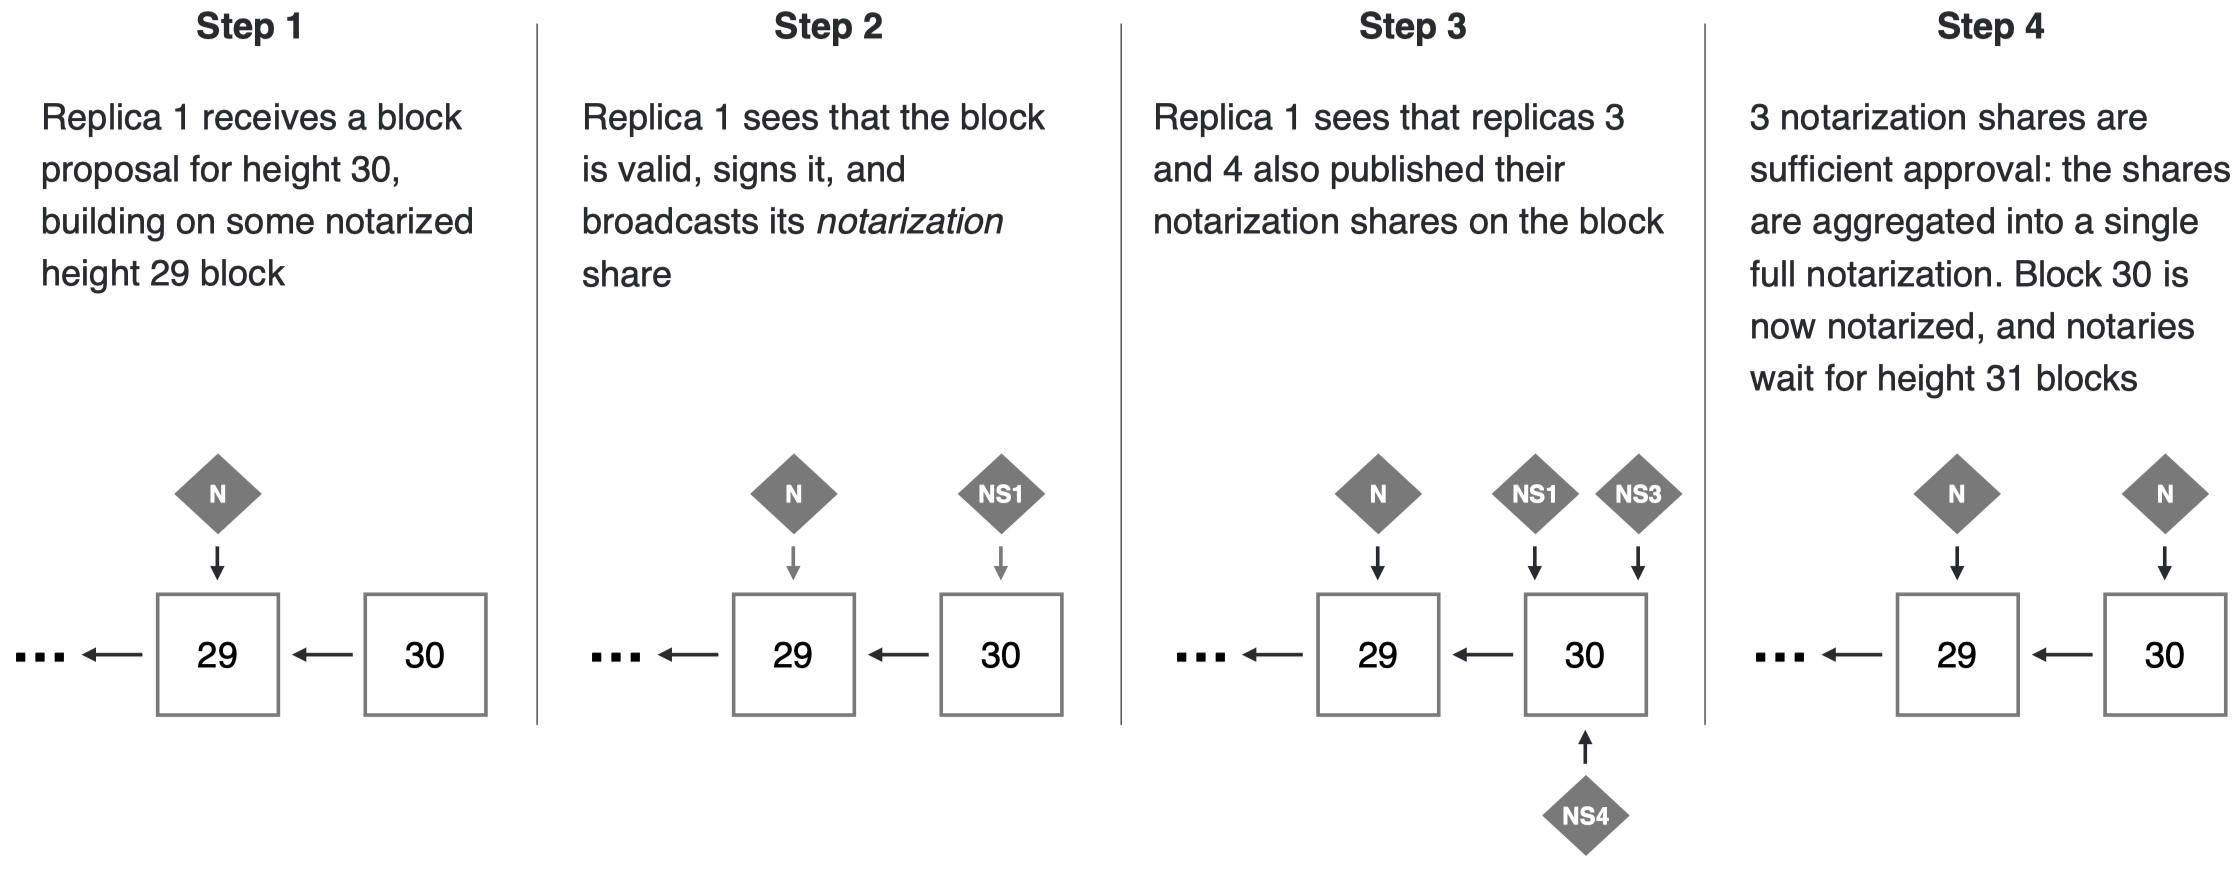 Step 1
Replica 1 receives a block
proposal for height 30,
building on some notarized
height 29 block
N
... 29 30
Step 2
Replica 1 sees that the block
is valid, signs it, and
broadcasts its notarization
share
N NS1
... 29 30
Step 3
Replica 1 sees that replicas 3
and 4 also published their
notarization shares on the block
N NS1 NS3
... 29 30
NS4
Step 4
3 notarization shares are
sufficient approval: the shares
are aggregated into a single
full notarization. Block 30 is
now notarized, and notaries
wait for height 31 blocks
N N
... 29 30